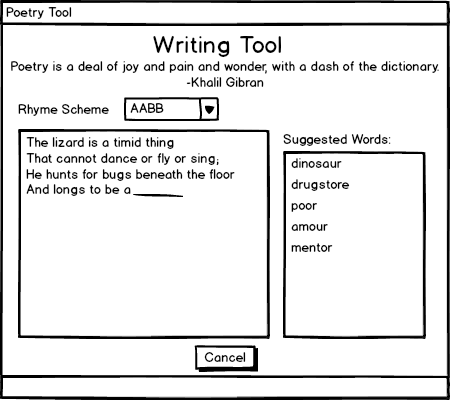 Poetry Tool
Writing Tool
Poetry is a deal of joy and pain and wonder, with a dash of the dictionary.
-Khalil Gibran
Rhyme Scheme
AABB
The lizard is a timid thing
That cannot dance or fly or sing;
He hunts for bugs beneath the floor
And longs to be a ______
Suggested Words:
dinosaur
drugstore
poor
amour
mentor
Cancel